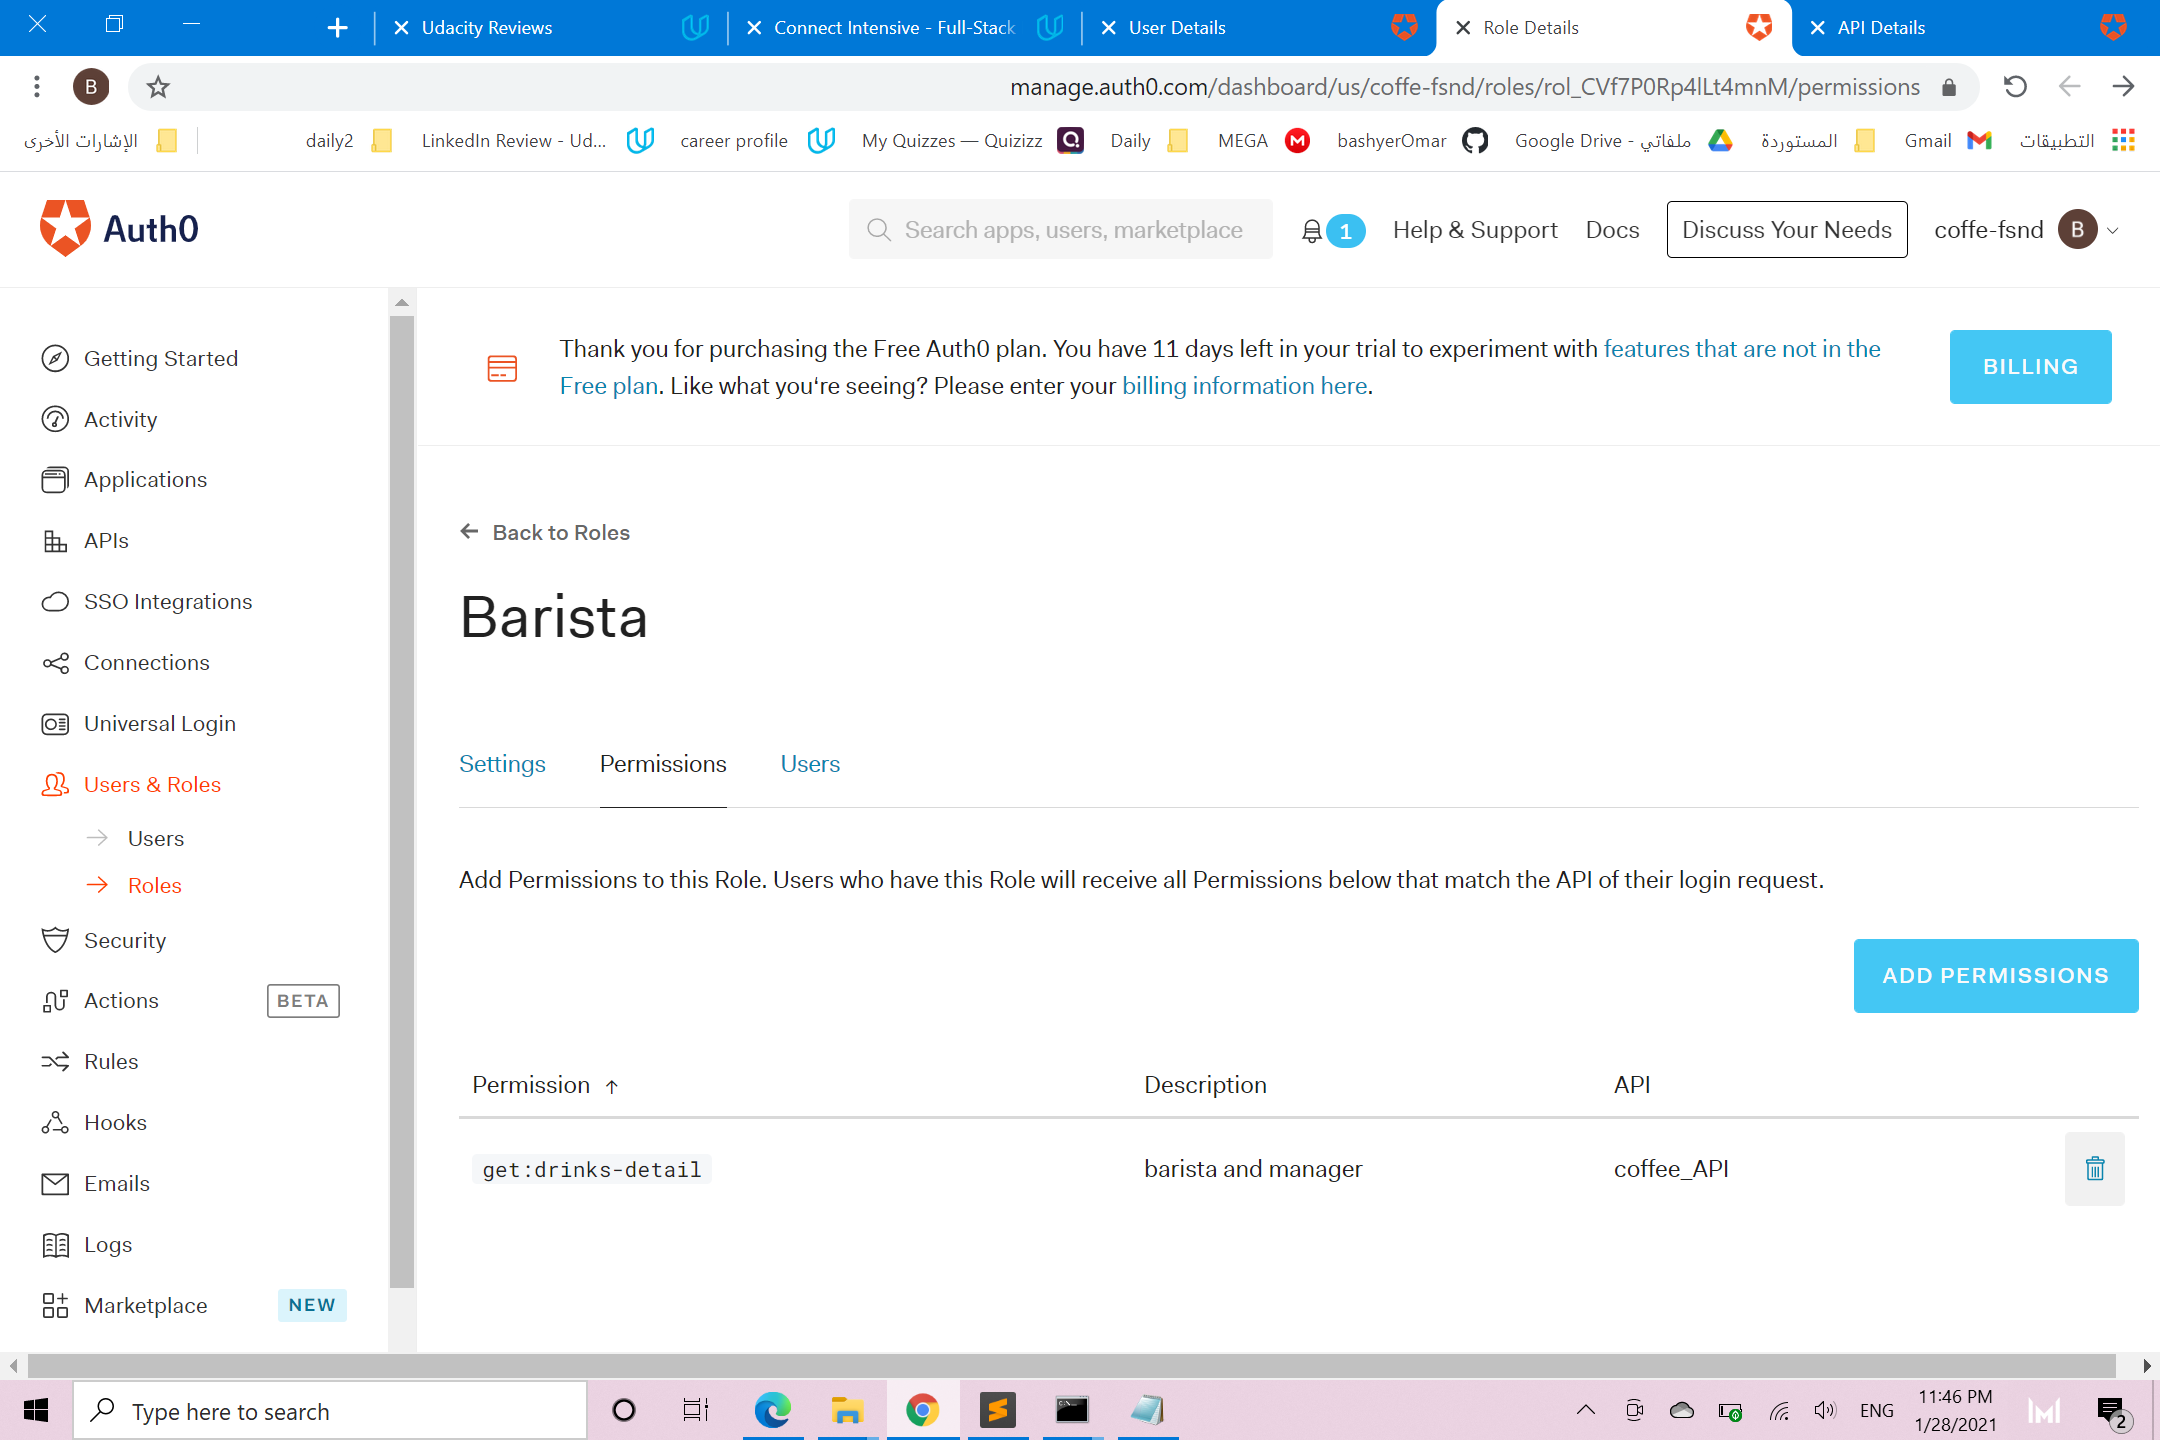 Udacity Reviews
Connect Intensive - Full-Stack
User Details
Role Details
API Details
B
manage.auth0.com/dashboard/us/coffe-fsnd/roles/rol_CVf7P0Rp4lLt4mnM/permissions
الإشارات الأخرى
daily2
LinkedIn Review - Ud...
career profile
My Quizzes — Quizizz
Daily
MEGA
bashyerOmar
Google Drive - ملفاتي
المستوردة
Gmail
التطبيقات
Auth0
Search apps, users, marketplace
1
Help & Support
Docs
Discuss Your Needs
coffe-fsnd
B
Getting Started
Activity
Applications
APIs
SSO Integrations
Connections
Universal Login
Users & Roles
Users
Roles
Security
Actions
BETA
Rules
Hooks
Emails
Logs
Marketplace
NEW
Thank you for purchasing the Free Auth0 plan. You have 11 days left in your trial to experiment with features that are not in the
Free plan. Like what you‘re seeing? Please enter your billing information here.
BILLING
Back to Roles
Barista
Settings
Permissions
Users
Add Permissions to this Role. Users who have this Role will receive all Permissions below that match the API of their login request.
ADD PERMISSIONS
Permission
Description
API
get:drinks-detail
barista and manager
coffee_API
Type here to search
ENG
11:46 PM
1/28/2021
2